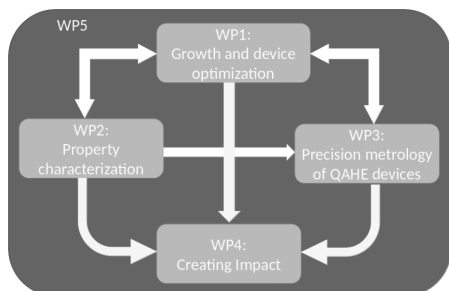 WP5
WP1:
Growth and device
optimization
WP2:
Property
characterization
WP3:
Precision metrology
of QAHE devices
WP4:
Creating Impact